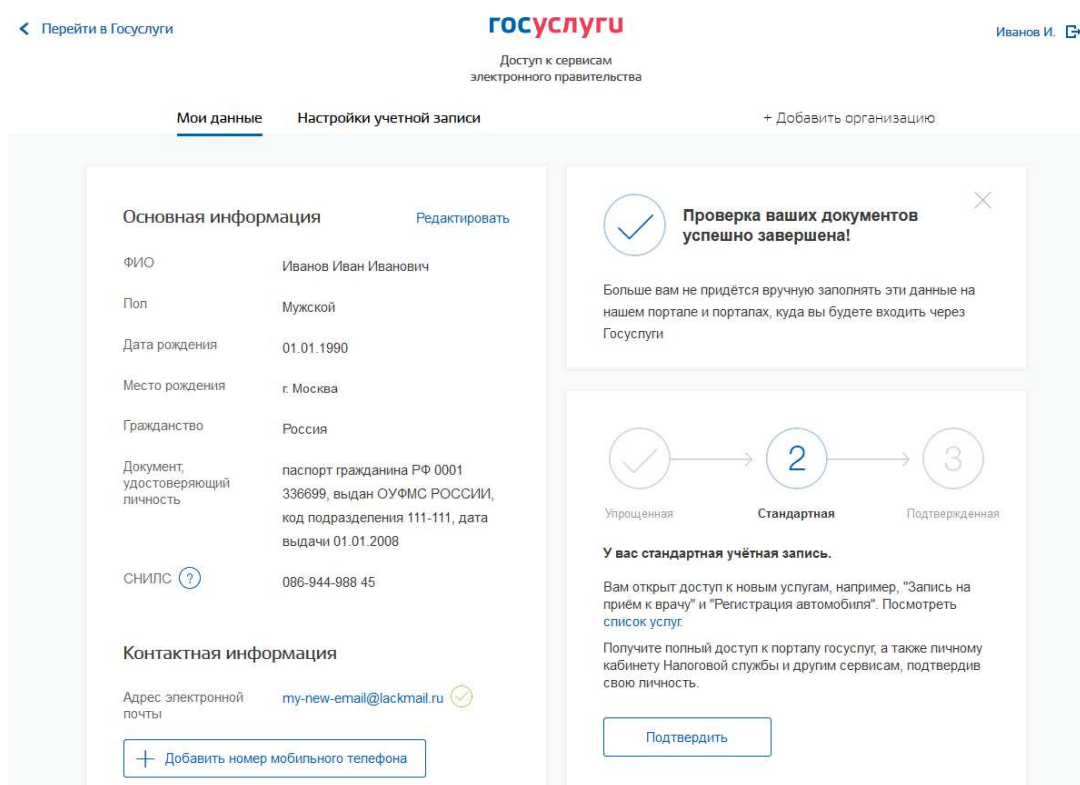 Перейти в Госуслуги
госуслуги
Иванов И.
Доступ к сервисам
электронного правительства
Мои данные
Настройки учетной записи
+ Добавить организацию
Основная информация
Редактировать
ФИО
Иванов Иван Иванович
Пол
Мужской
Дата рождения
01.01.1990
Место рождения
г. Москва
Гражданство
Россия
Документ,
удостоверяющий
личность
паспорт гражданина РФ 0001
336699, выдан ОУФМС РОССИИ,
код подразделения 111-111, дата
выдачи 01.01.2008
СНИЛС ?
086-944-988 45
Контактная информация
Адрес электронной
почты
my-new-email@lackmail.ru
+ Добавить номер мобильного телефона
Проверка ваших документов
успешно завершена!
Больше вам не придётся вручную заполнять эти данные на
нашем портале и порталах, куда вы будете входить через
Госуслуги
2
3
Упрощенная
Стандартная
Подтвержденная
У вас стандартная учётная запись.
Вам открыт доступ к новым услугам, например, "Запись на
приём к врачу" и "Регистрация автомобиля". Посмотреть
список услуг.
Получите полный доступ к порталу госуслуг, а также личному
кабинету Налоговой службы и другим сервисам, подтвердив
свою личность.
Подтвердить